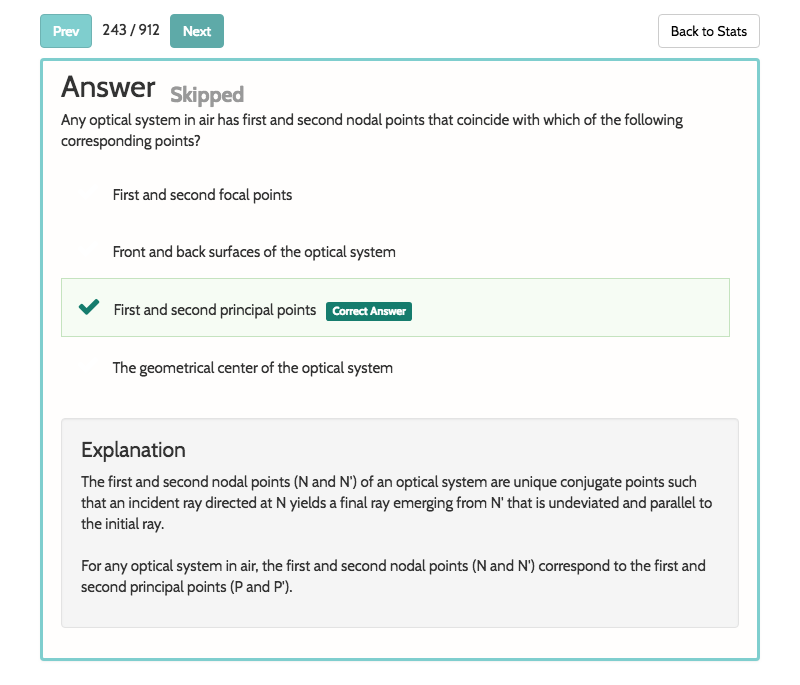 Prev 243 / 912 Next Back to Stats
Answer Skipped
Any optical system in air has first and second nodal points that coincide with which of the following
corresponding points?
First and second focal points
Front and back surfaces of the optical system
First and second principal points Correct Answer
The geometrical center of the optical system
Explanation
The first and second nodal points (N and N') of an optical system are unique conjugate points such
that an incident ray directed at N yields a final ray emerging from N' that is undeviated and parallel to
the initial ray.
For any optical system in air, the first and second nodal points (N and N') correspond to the first and
second principal points (P and P').